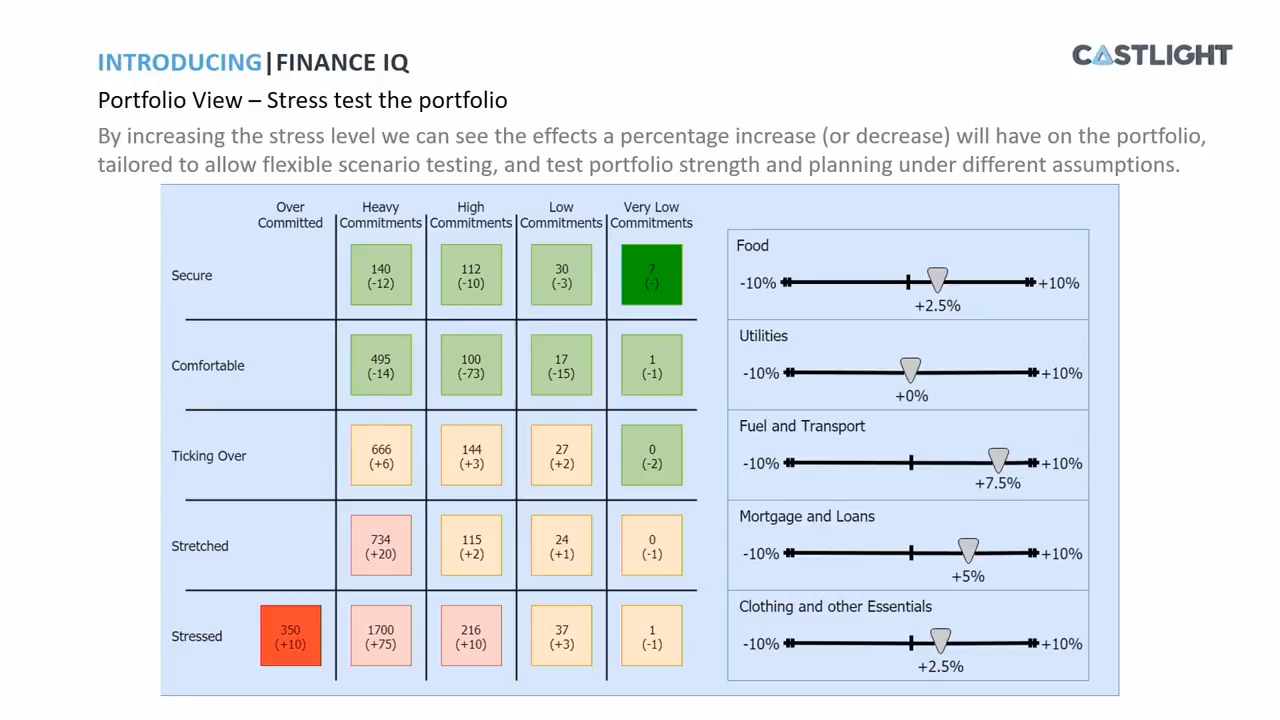 INTRODUCING|FINANCE IQ
CASTLIGHT
Portfolio View – Stress test the portfolio
By increasing the stress level we can see the effects a percentage increase (or decrease) will have on the portfolio,
tailored to allow flexible scenario testing, and test portfolio strength and planning under different assumptions.
Over Heavy High Low Very Low
Committed Commitments Commitments Commitments Commitments
Secure
140 112 30 7
(-12) (-10) (-3) (-)
Comfortable
495 100 17 1
(-14) (-73) (-15) (-1)
Ticking Over
666 144 27 0
(+6) (+3) (+2) (-2)
Stretched
734 115 24 0
(+20) (+2) (+1) (-1)
Stressed
350 1700 216 37 1
(+10) (+75) (+10) (+3) (-1)
Food
-10% +10%
+2.5%
Utilities
-10% +10%
+0%
Fuel and Transport
-10% +10%
+7.5%
Mortgage and Loans
-10% +10%
+5%
Clothing and other Essentials
-10% +10%
+2.5%